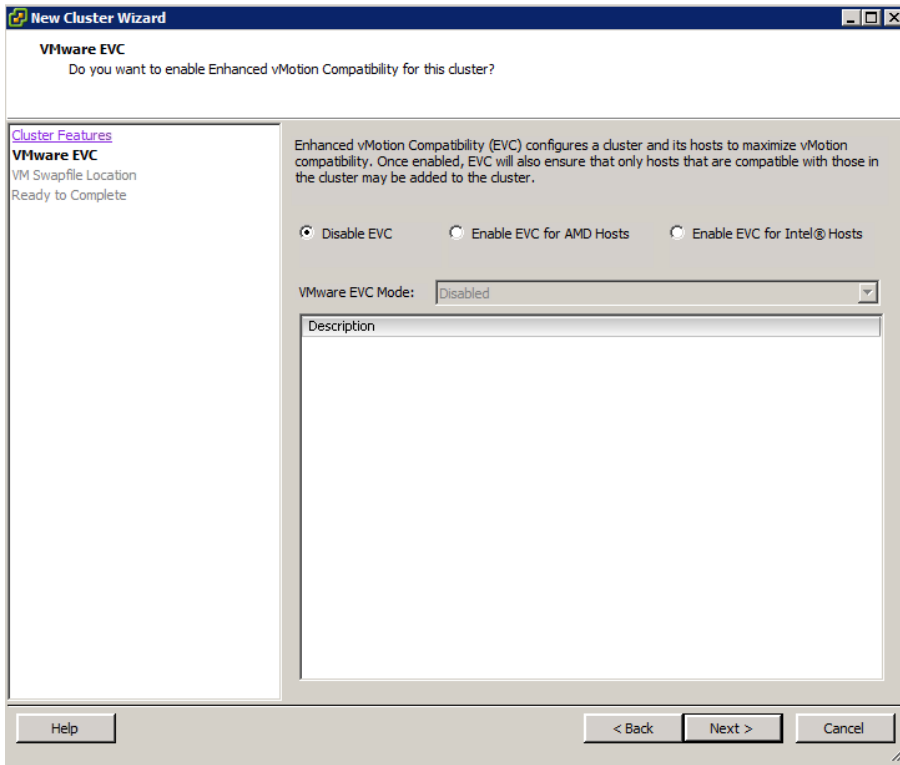 New Cluster Wizard
VMware EVC
Do you want to enable Enhanced vMotion Compatibility for this cluster?
Cluster Features
VMware EVC
VM Swapfile Location
Ready to Complete
Enhanced vMotion Compatibility (EVC) configures a cluster and its hosts to maximize vMotion
compatibility. Once enabled, EVC will also ensure that only hosts that are compatible with those in
the cluster may be added to the cluster.
Disable EVC Enable EVC for AMD Hosts Enable EVC for Intel® Hosts
VMware EVC Mode: Disabled
Description
Help < Back Next > Cancel